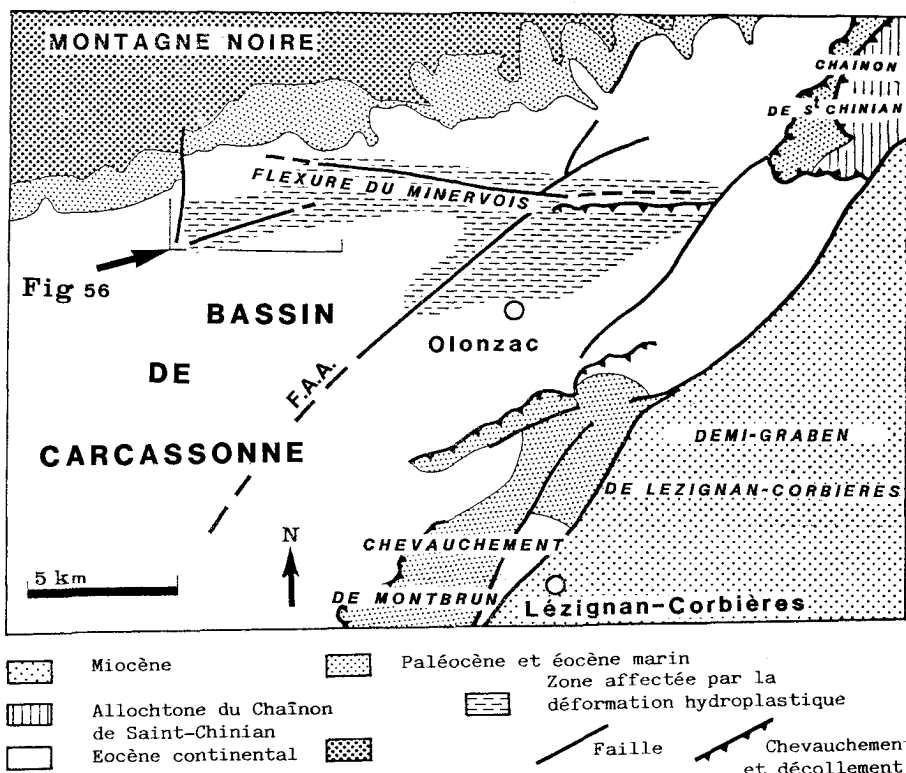 MONTAGNE NOIRE
CHAINON
DE St CHINIAN
FLEXURE DU MINERVOIS
Fig 56
BASSIN
DE
CARCASSONNE
Olonzac
F.A.A.
DEMI-GRABEN
DE LEZIGNAN-CORBIERES
N
5 km
CHEVAUCHEMENT
DE MONTBRUN
Lézignan-Corbières
Miocène
Paléocène et éocène marin
Zone affectée par la
déformation hydroplastique
Allochtone du Chaînon
de Saint-Chinian
Eocène continental
Faille
Chevauchement
et décollement